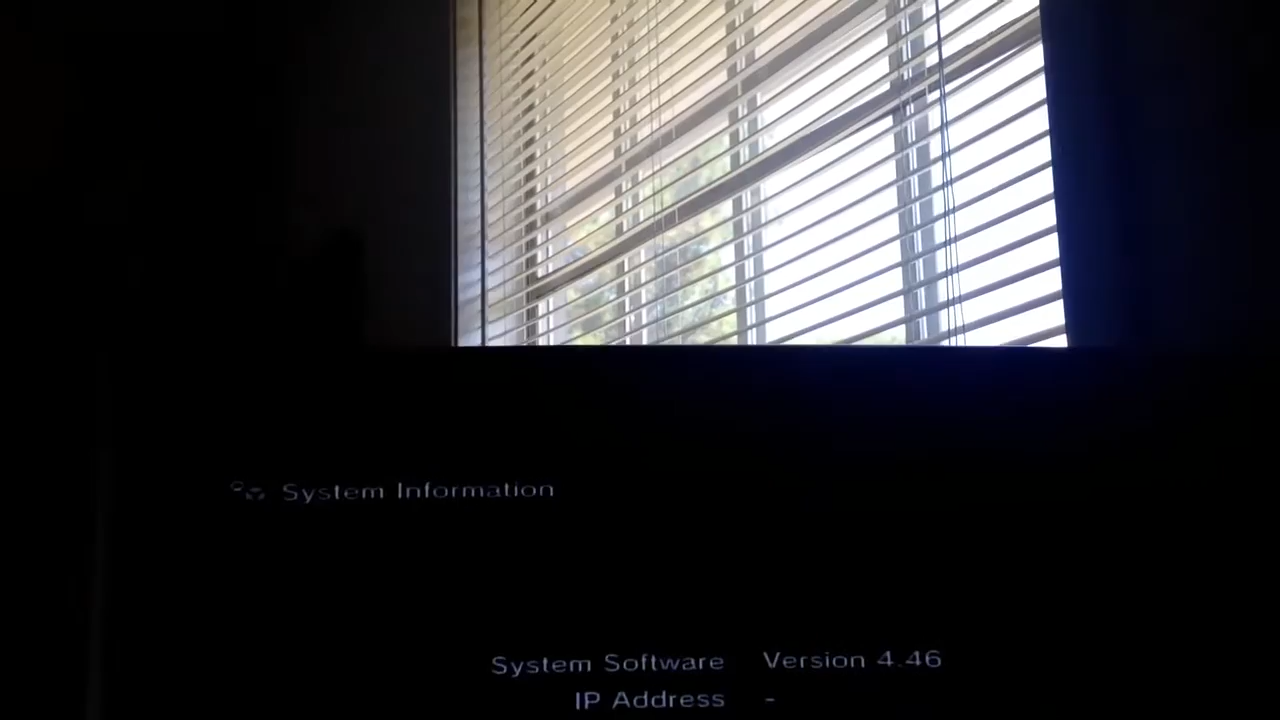 System Information
System Software Version 4.46
IP Address -